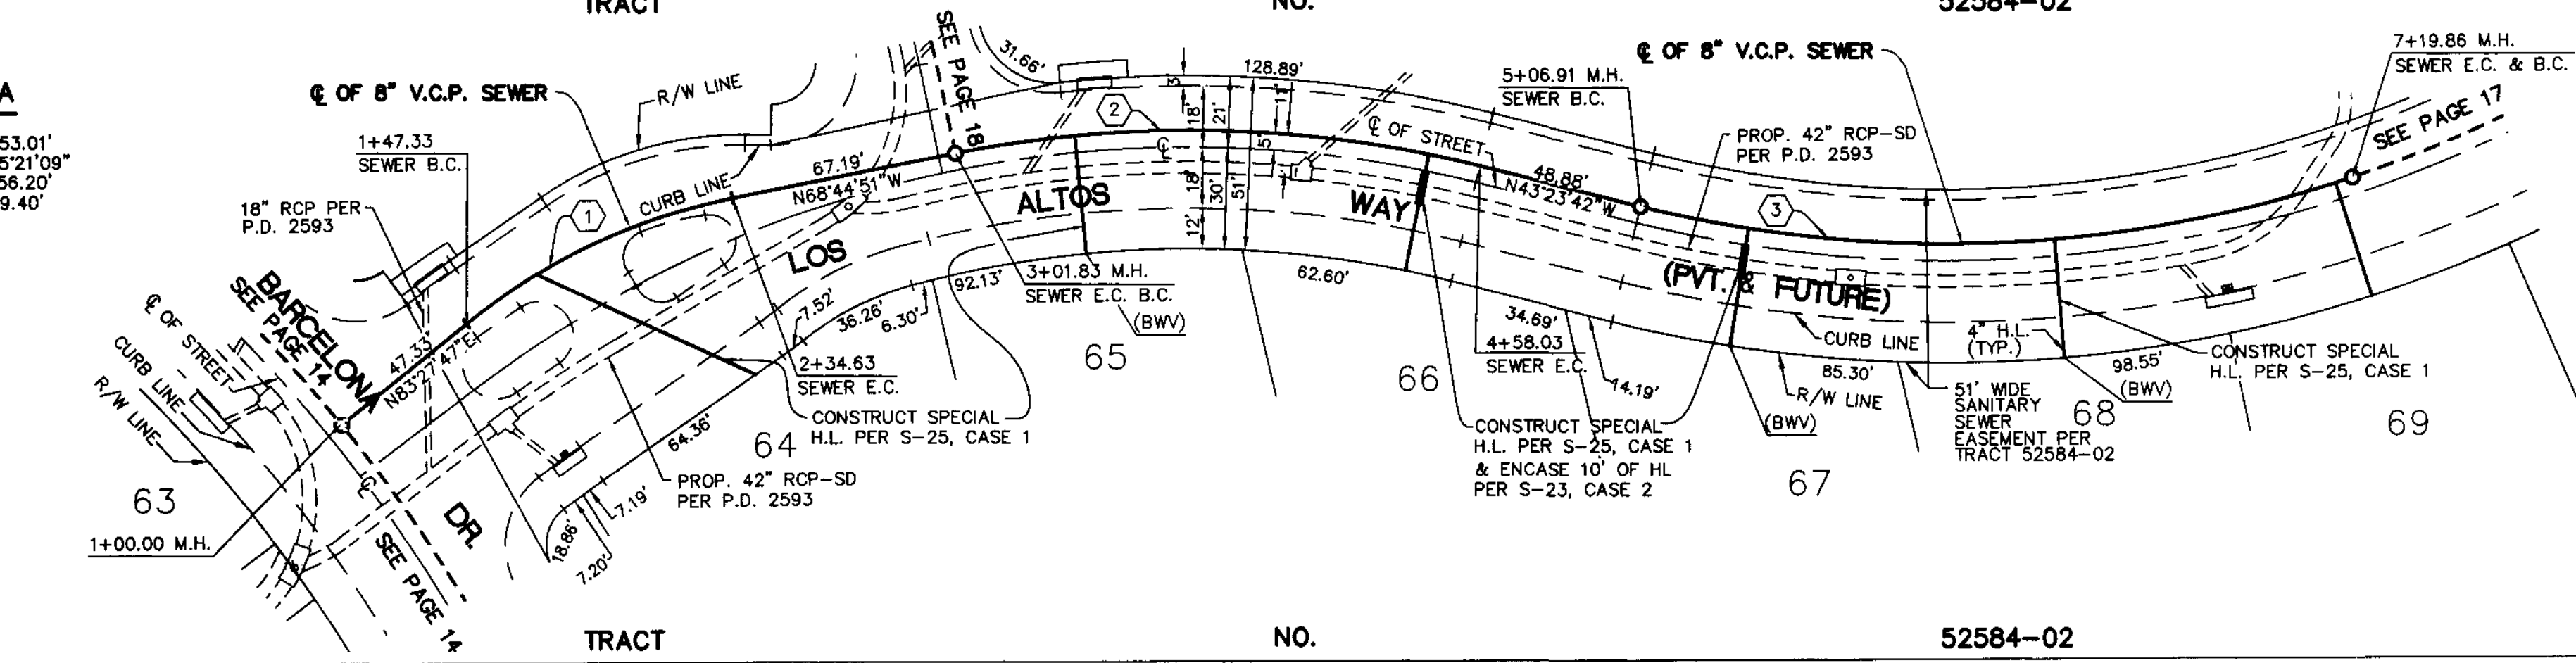 TRACT NO. 52584-02
A
53.01'
5°21'09"
56.20'
9.40'
℄ OF 8" V.C.P. SEWER
1+47.33
SEWER B.C.
18" RCP PER
P.D. 2593
R/W LINE
1
CURB LINE
67.19'
N68°44'51"W
SEE PAGE 18
31.66'
2
128.89'
3'
18'
21'
11'
5'
℄
18'
30'
51'
12'
℄ OF STREET
5+06.91 M.H.
SEWER B.C.
℄ OF 8" V.C.P. SEWER
7+19.86 M.H.
SEWER E.C. & B.C.
SEE PAGE 17
PROP. 42" RCP-SD
PER P.D. 2593
48.88'
N43°23'42"W
3
LOS
ALTOS
WAY
(PVT. & FUTURE)
BARCELONA
SEE PAGE 14
℄ OF STREET
CURB LINE
R/W LINE
47.33'
N83°27'47"E
7.52'
36.26'
6.30'
92.13'
3+01.83 M.H.
SEWER E.C. B.C.
(BWV)
65
62.60'
66
34.69'
4+58.03
SEWER E.C.
14.19'
CURB LINE
4" H.L.
(TYP.)
85.30'
R/W LINE
(BWV)
51' WIDE
SANITARY
SEWER
EASEMENT PER
TRACT 52584-02
68
(BWV)
98.55'
CONSTRUCT SPECIAL
H.L. PER S-25, CASE 1
69
2+34.63
SEWER E.C.
CONSTRUCT SPECIAL
H.L. PER S-25, CASE 1
64
64.36'
PROP. 42" RCP-SD
PER P.D. 2593
CONSTRUCT SPECIAL
H.L. PER S-25, CASE 1
& ENCASE 10' OF HL
PER S-23, CASE 2
67
63
℄
DR.
1+00.00 M.H.
SEE PAGE 14
18.86'
7.19'
7.20'
TRACT NO. 52584-02